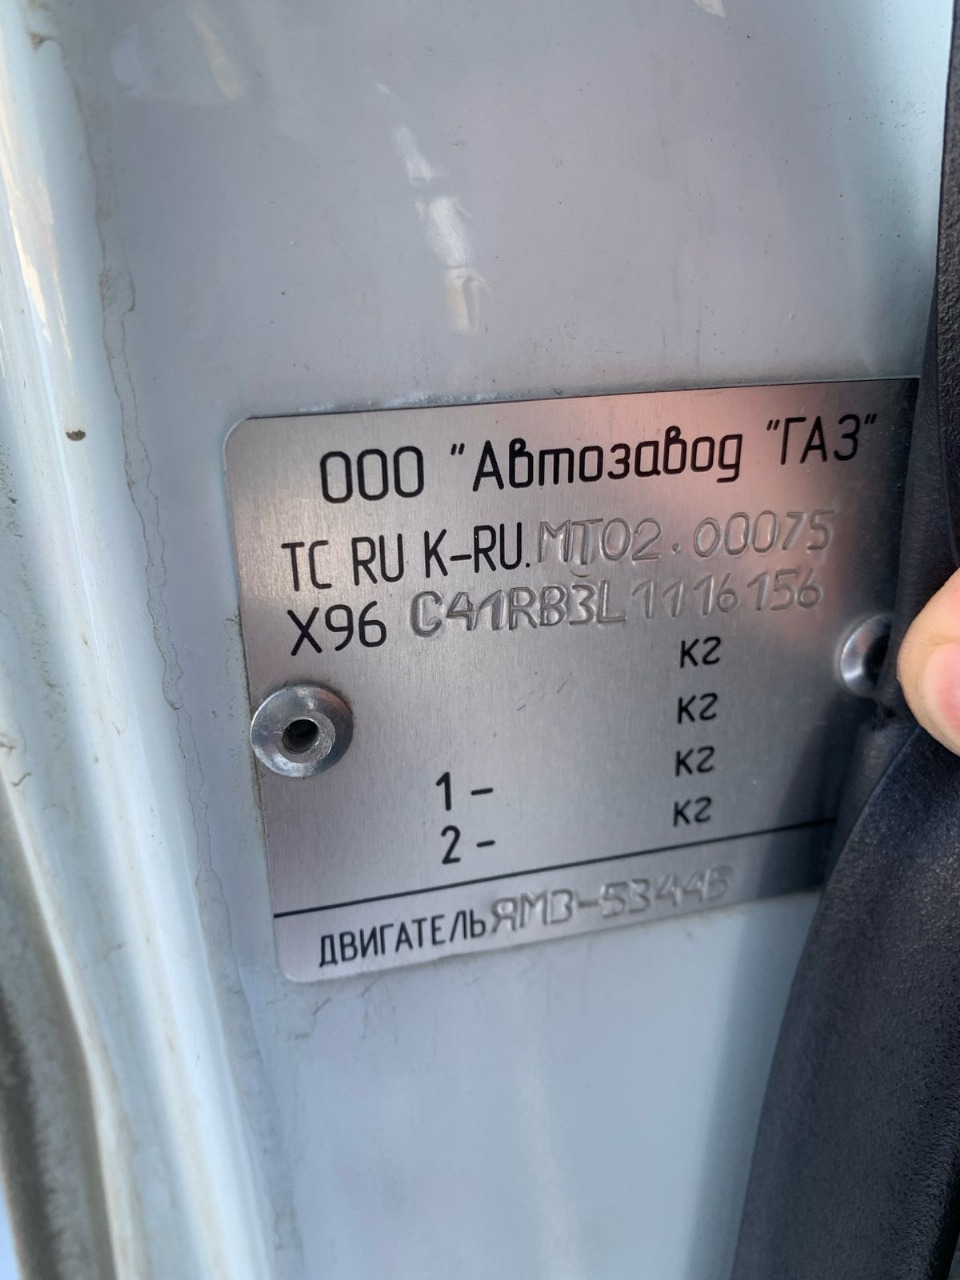 ООО "Автозавод "ГАЗ"
ТС RU К-RU.МТ02.00075
X96 C41RB3L1116156
кг
кг
1 - кг
2 - кг
ДВИГАТЕЛЬ ЯМЗ-53445